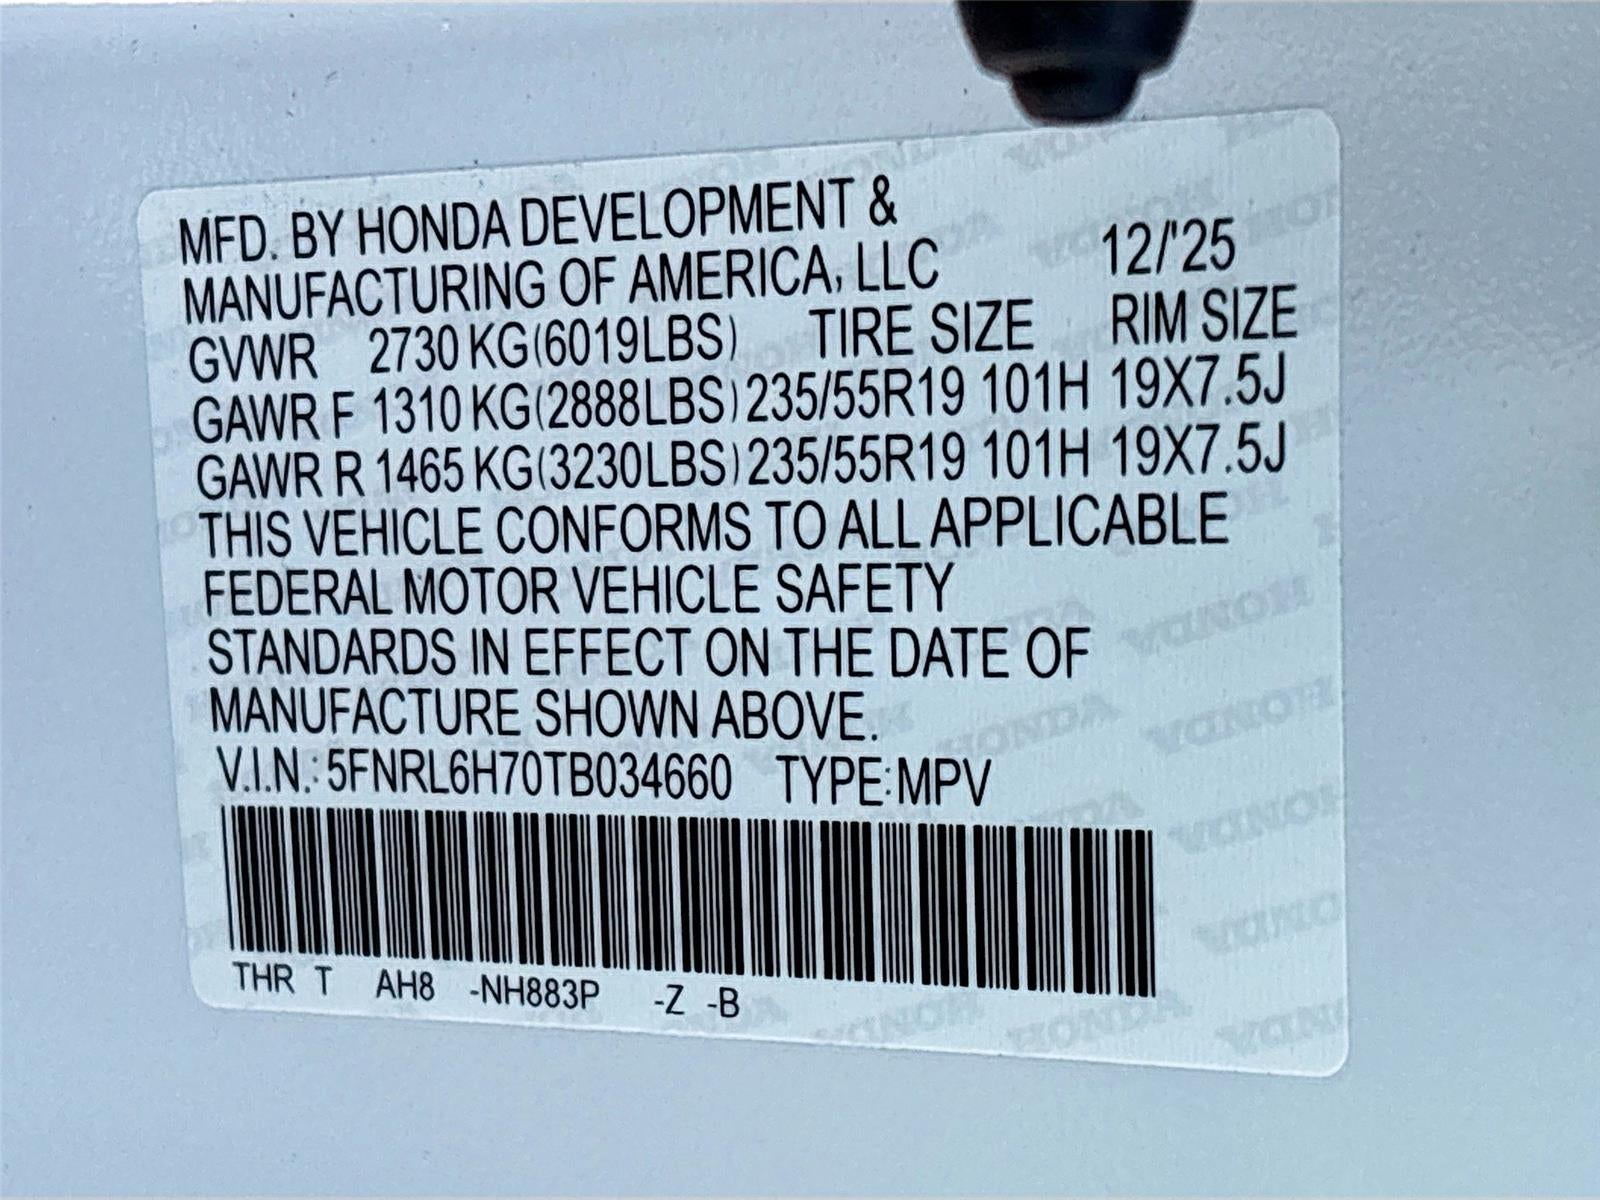 MFD. BY HONDA DEVELOPMENT &
MANUFACTURING OF AMERICA, LLC 12/'25
GVWR 2730 KG(6019LBS) TIRE SIZE RIM SIZE
GAWR F 1310 KG(2888LBS) 235/55R19 101H 19X7.5J
GAWR R 1465 KG(3230LBS) 235/55R19 101H 19X7.5J
THIS VEHICLE CONFORMS TO ALL APPLICABLE
FEDERAL MOTOR VEHICLE SAFETY
STANDARDS IN EFFECT ON THE DATE OF
MANUFACTURE SHOWN ABOVE.
V.I.N.: 5FNRL6H70TB034660 TYPE: MPV
THR T AH8 -NH883P -Z -B